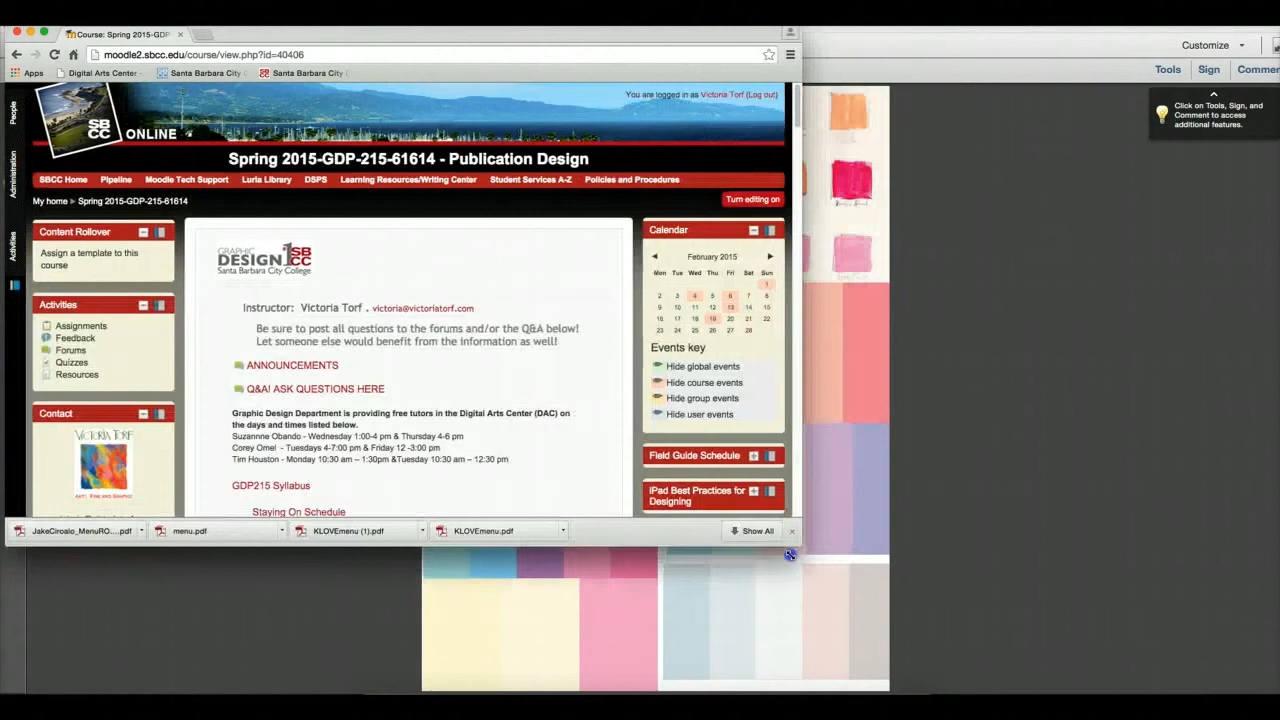 Course: Spring 2015-GDP
moodle2.sbcc.edu/course/view.php?id=40406
Apps
Digital Arts Center
Santa Barbara City
Santa Barbara City
Customize
Tools
Sign
Commen
Click on Tools, Sign, and
Comment to access
additional features.
People
Administration
Activities
SB
CC
ONLINE
You are logged in as Victoria Torf (Log out)
Spring 2015-GDP-215-61614 - Publication Design
SBCC Home
Pipeline
Moodle Tech Support
Luria Library
DSPS
Learning Resources/Writing Center
Student Services A-Z
Policies and Procedures
My home ► Spring 2015-GDP-215-61614
Turn editing on
Content Rollover
Assign a template to this
course
Activities
Assignments
Feedback
Forums
Quizzes
Resources
Contact
VICTORIA TORF
GRAPHIC
DESIGN@SBCC
Santa Barbara City College
Instructor: Victoria Torf . victoria@victoriatorf.com
Be sure to post all questions to the forums and/or the Q&A below!
Let someone else would benefit from the information as well!
ANNOUNCEMENTS
Q&A! ASK QUESTIONS HERE
Graphic Design Department is providing free tutors in the Digital Arts Center (DAC) on
the days and times listed below.
Suzannne Obando - Wednesday 1:00-4 pm & Thursday 4-6 pm
Corey Omel - Tuesdays 4-7:00 pm & Friday 12 -3:00 pm
Tim Houston - Monday 10:30 am – 1:30pm &Tuesday 10:30 am – 12:30 pm
GDP215 Syllabus
Staying On Schedule
Calendar
February 2015
Mon Tue Wed Thu Fri Sat Sun
1
2 3 4 5 6 7 8
9 10 11 12 13 14 15
16 17 18 19 20 21 22
23 24 25 26 27 28
Events key
Hide global events
Hide course events
Hide group events
Hide user events
Field Guide Schedule
iPad Best Practices for
Designing
JakeCiroalo_MenuRO....pdf
menu.pdf
KLOVEmenu (1).pdf
KLOVEmenu.pdf
Show All